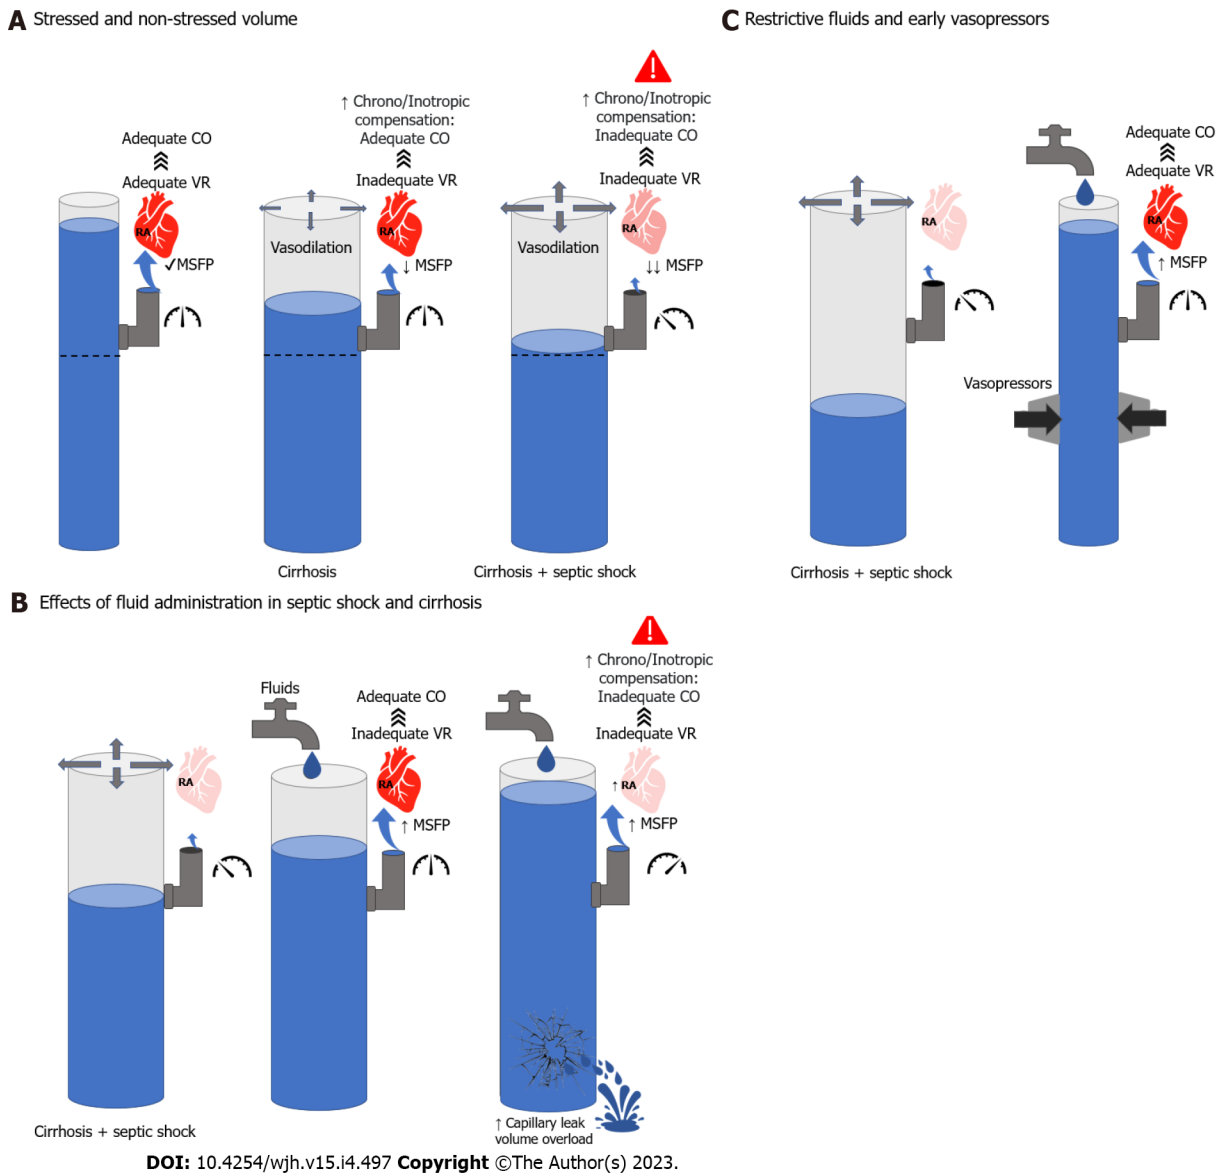 A Stressed and non-stressed volume
Adequate CO
Adequate VR
RA
✓MSFP
↑ Chrono/Inotropic
compensation:
Adequate CO
Inadequate VR
Vasodilation
RA
↓ MSFP
Cirrhosis
↑ Chrono/Inotropic
compensation:
Inadequate CO
Inadequate VR
Vasodilation
RA
↓↓ MSFP
Cirrhosis + septic shock
C Restrictive fluids and early vasopressors
RA
Cirrhosis + septic shock
Adequate CO
Adequate VR
RA
↑ MSFP
Vasopressors
B Effects of fluid administration in septic shock and cirrhosis
RA
Cirrhosis + septic shock
Fluids
Adequate CO
Inadequate VR
RA
↑ MSFP
↑ Chrono/Inotropic
compensation:
Inadequate CO
Inadequate VR
↑ RA
↑ MSFP
↑ Capillary leak
volume overload
DOI: 10.4254/wjh.v15.i4.497 Copyright ©The Author(s) 2023.